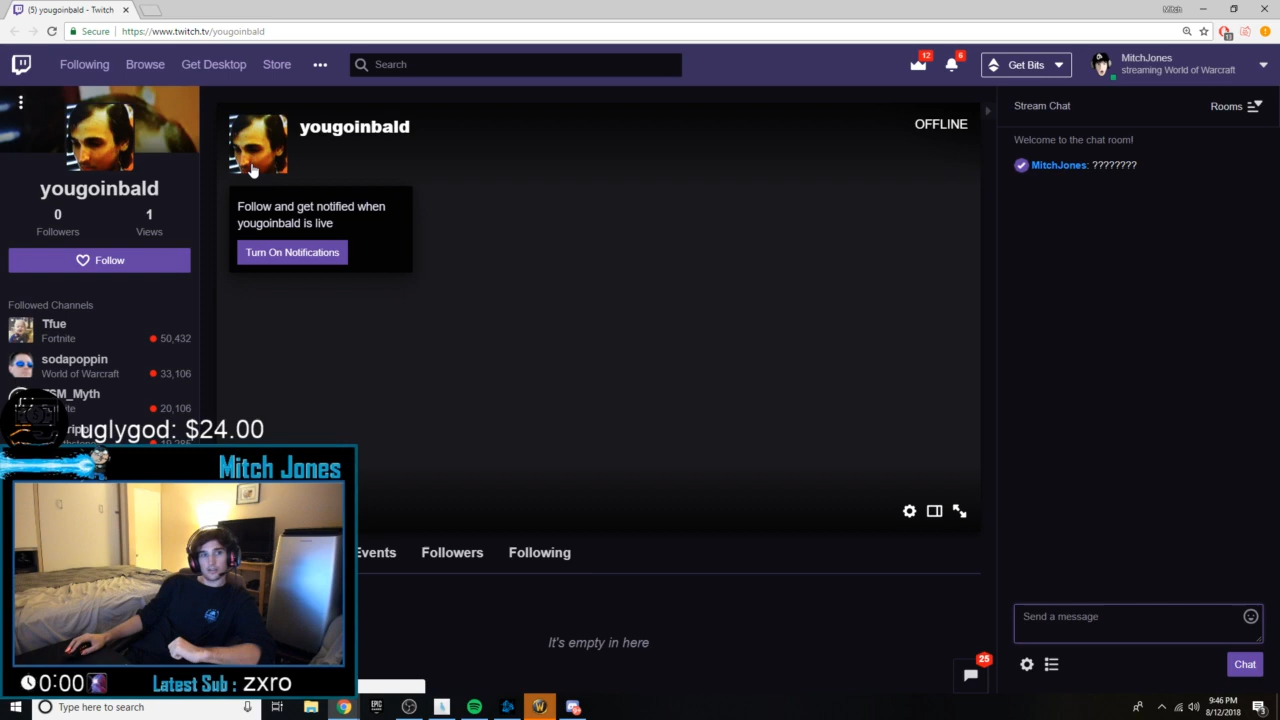 (5) yougoinbald - Twitch
Mitch
Secure
https://www.twitch.tv/yougoinbald
Following
Browse
Get Desktop
Store
Search
12
6
Get Bits
MitchJones
streaming World of Warcraft
yougoinbald
0
1
Followers
Views
Follow
Followed Channels
Tfue
Fortnite
50,432
sodapoppin
World of Warcraft
33,106
SM_Myth
20,106
uglygod: $24.00
yougoinbald
OFFLINE
Follow and get notified when
yougoinbald is live
Turn On Notifications
Events
Followers
Following
It's empty in here
25
Stream Chat
Rooms
Welcome to the chat room!
MitchJones: ????????
Send a message
Chat
Mitch Jones
0:00
Latest Sub : zxro
Type here to search
EPIC
9:46 PM
8/12/2018